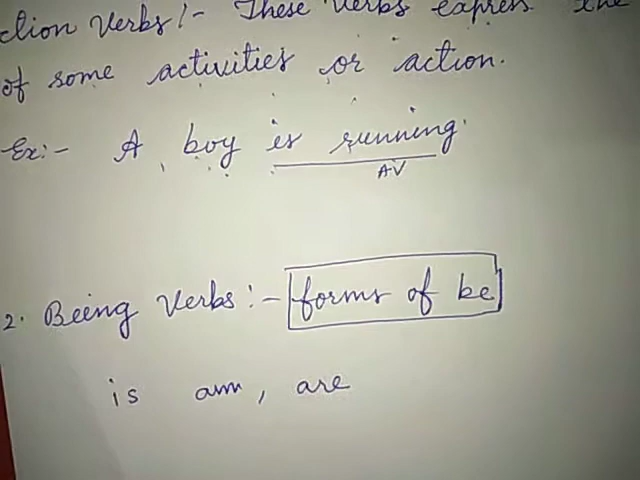 ction Verbs:- These Verbs express the
of some activities or action.
Ex:- A boy is running.
AV
2. Being Verbs:- forms of be
is am, are